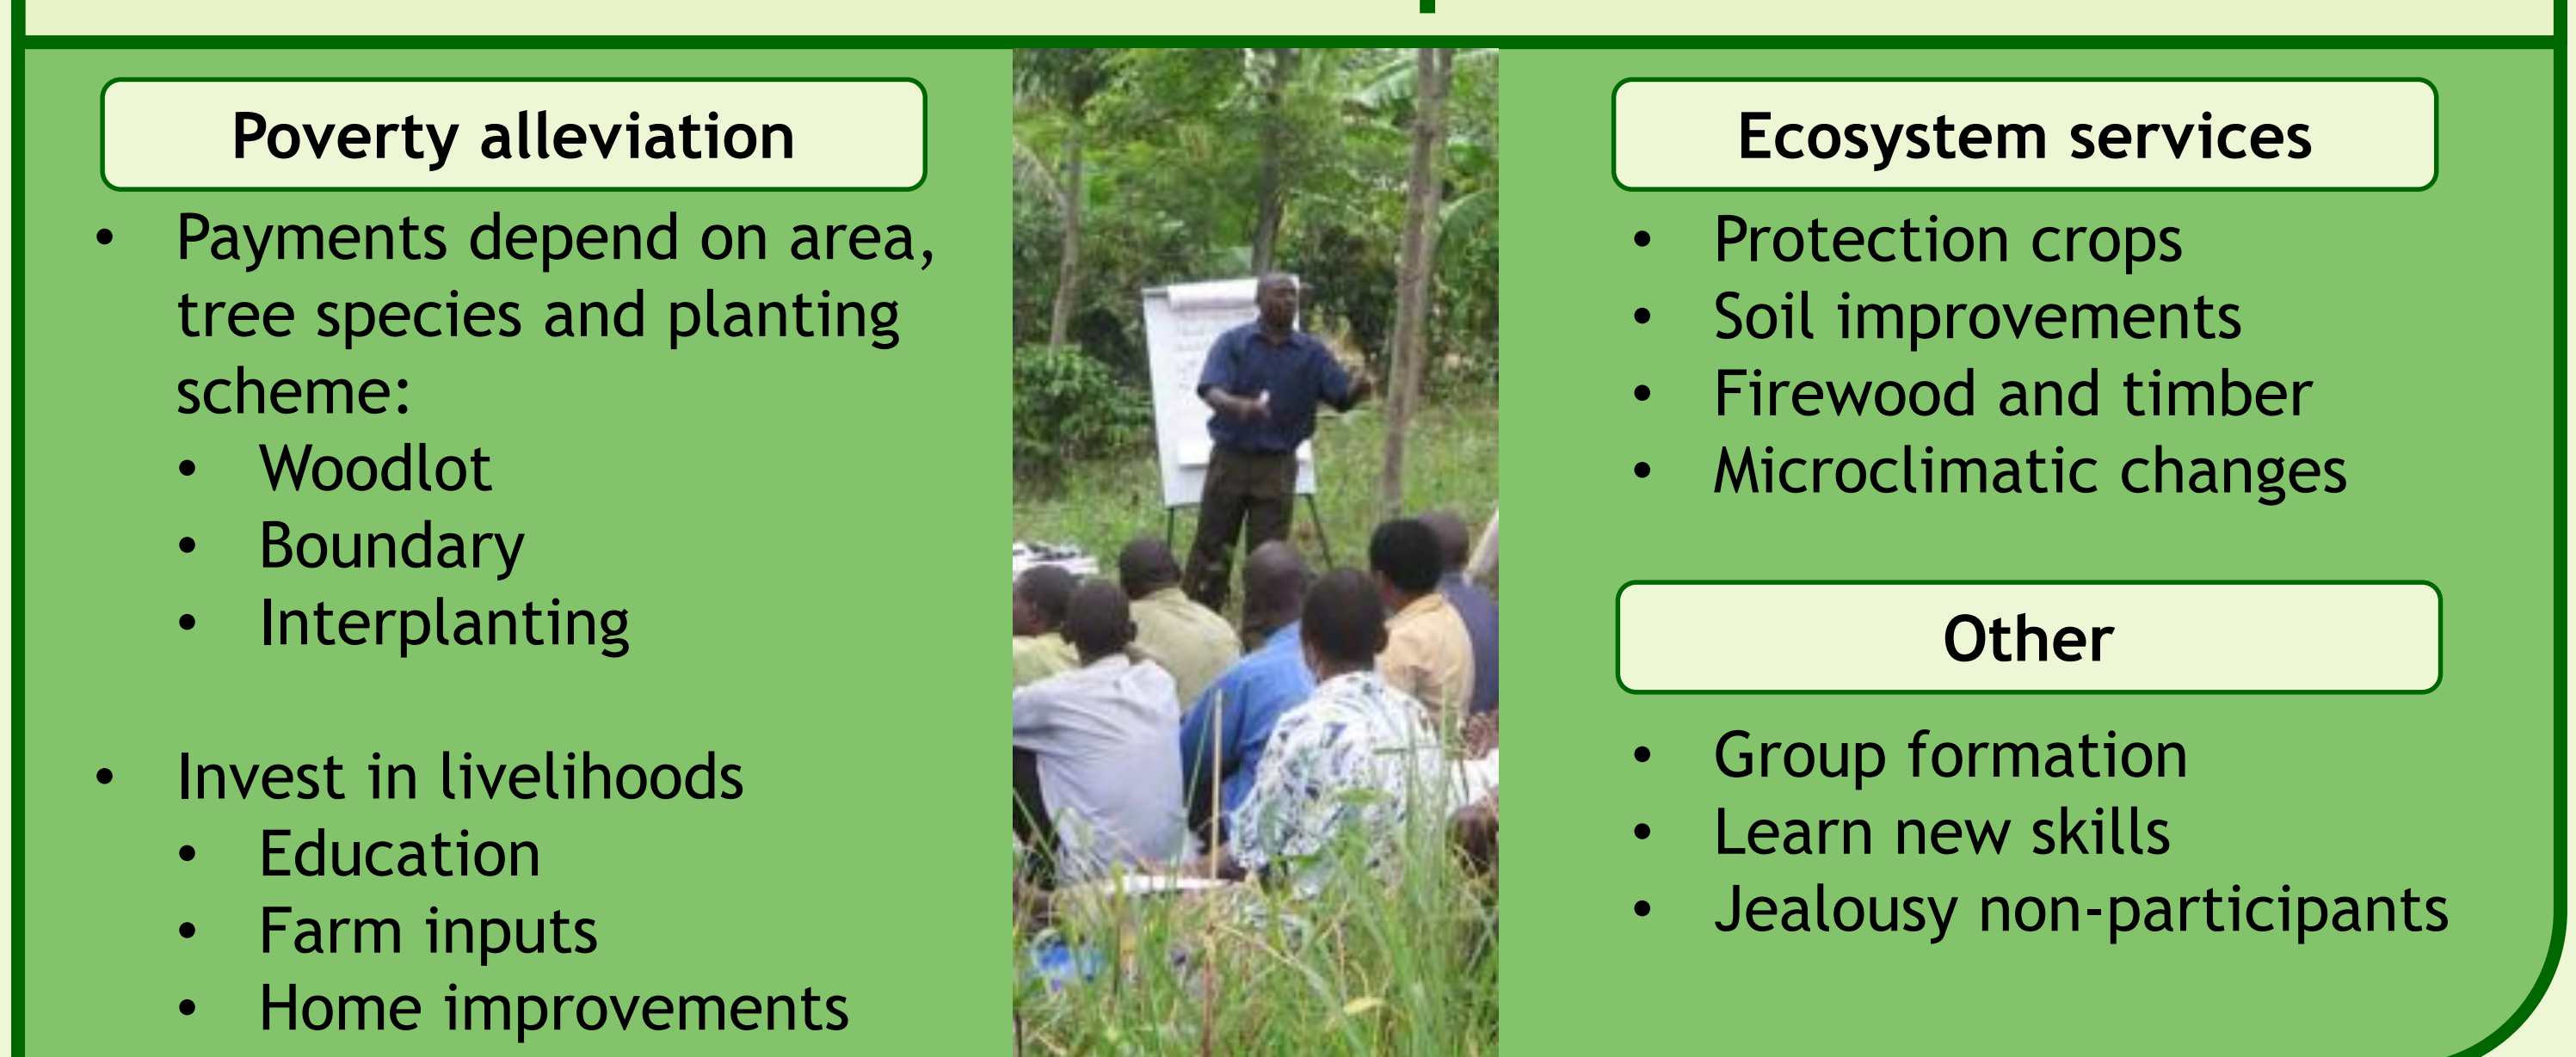 Poverty alleviation
• Payments depend on area,
tree species and planting
scheme:
• Woodlot
• Boundary
• Interplanting
• Invest in livelihoods
• Education
• Farm inputs
• Home improvements
Ecosystem services
• Protection crops
• Soil improvements
• Firewood and timber
• Microclimatic changes
Other
• Group formation
• Learn new skills
• Jealousy non-participants